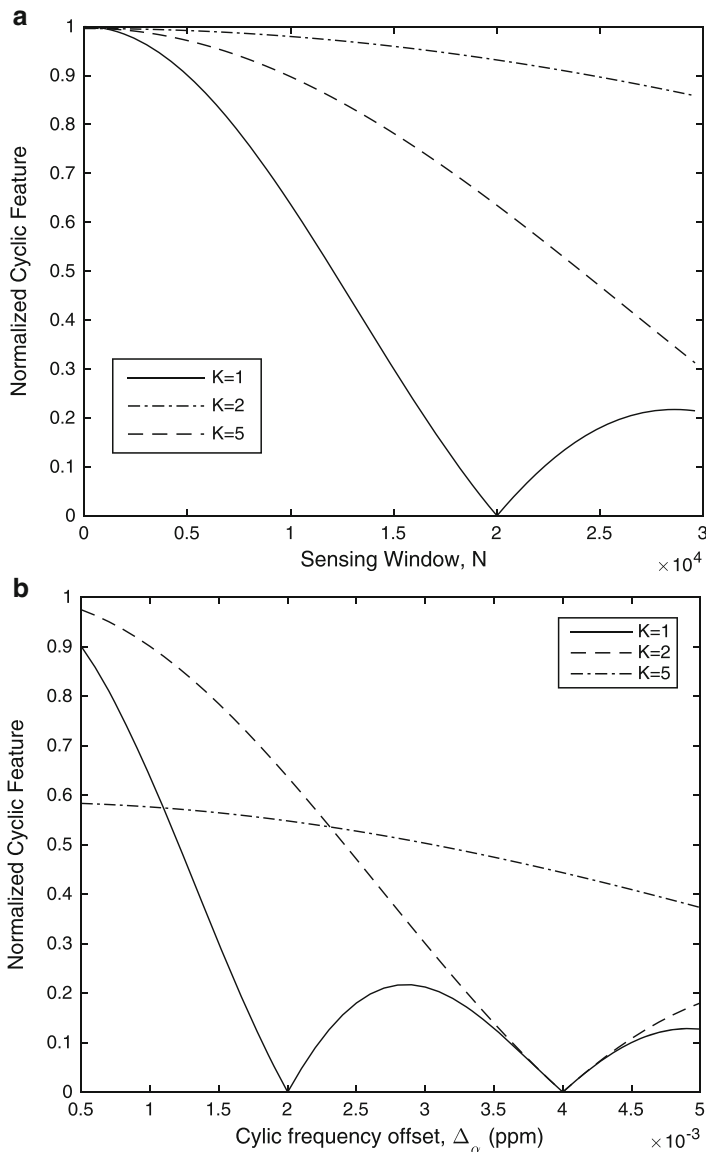 a
1
0.9
0.8
0.7
0.6
0.5
0.4
0.3
0.2
0.1
0
Normalized Cyclic Feature
K=1
K=2
K=5
0 0.5 1 1.5 2 2.5 3
Sensing Window, N
×10^4
b
1
0.9
0.8
0.7
0.6
0.5
0.4
0.3
0.2
0.1
0
Normalized Cyclic Feature
K=1
K=2
K=5
0.5 1 1.5 2 2.5 3 3.5 4 4.5 5
Cylic frequency offset, Δ_α (ppm)
×10^-3